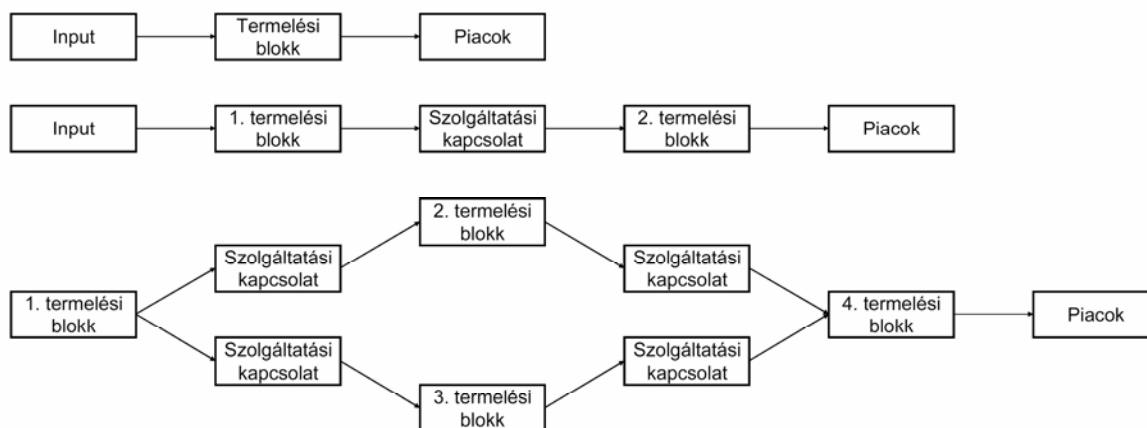 Input
Termelési
blokk
Piacok
Input
1. termelési
blokk
Szolgáltatási
kapcsolat
2. termelési
blokk
Piacok
1. termelési
blokk
Szolgáltatási
kapcsolat
2. termelési
blokk
Szolgáltatási
kapcsolat
Szolgáltatási
kapcsolat
3. termelési
blokk
Szolgáltatási
kapcsolat
4. termelési
blokk
Piacok